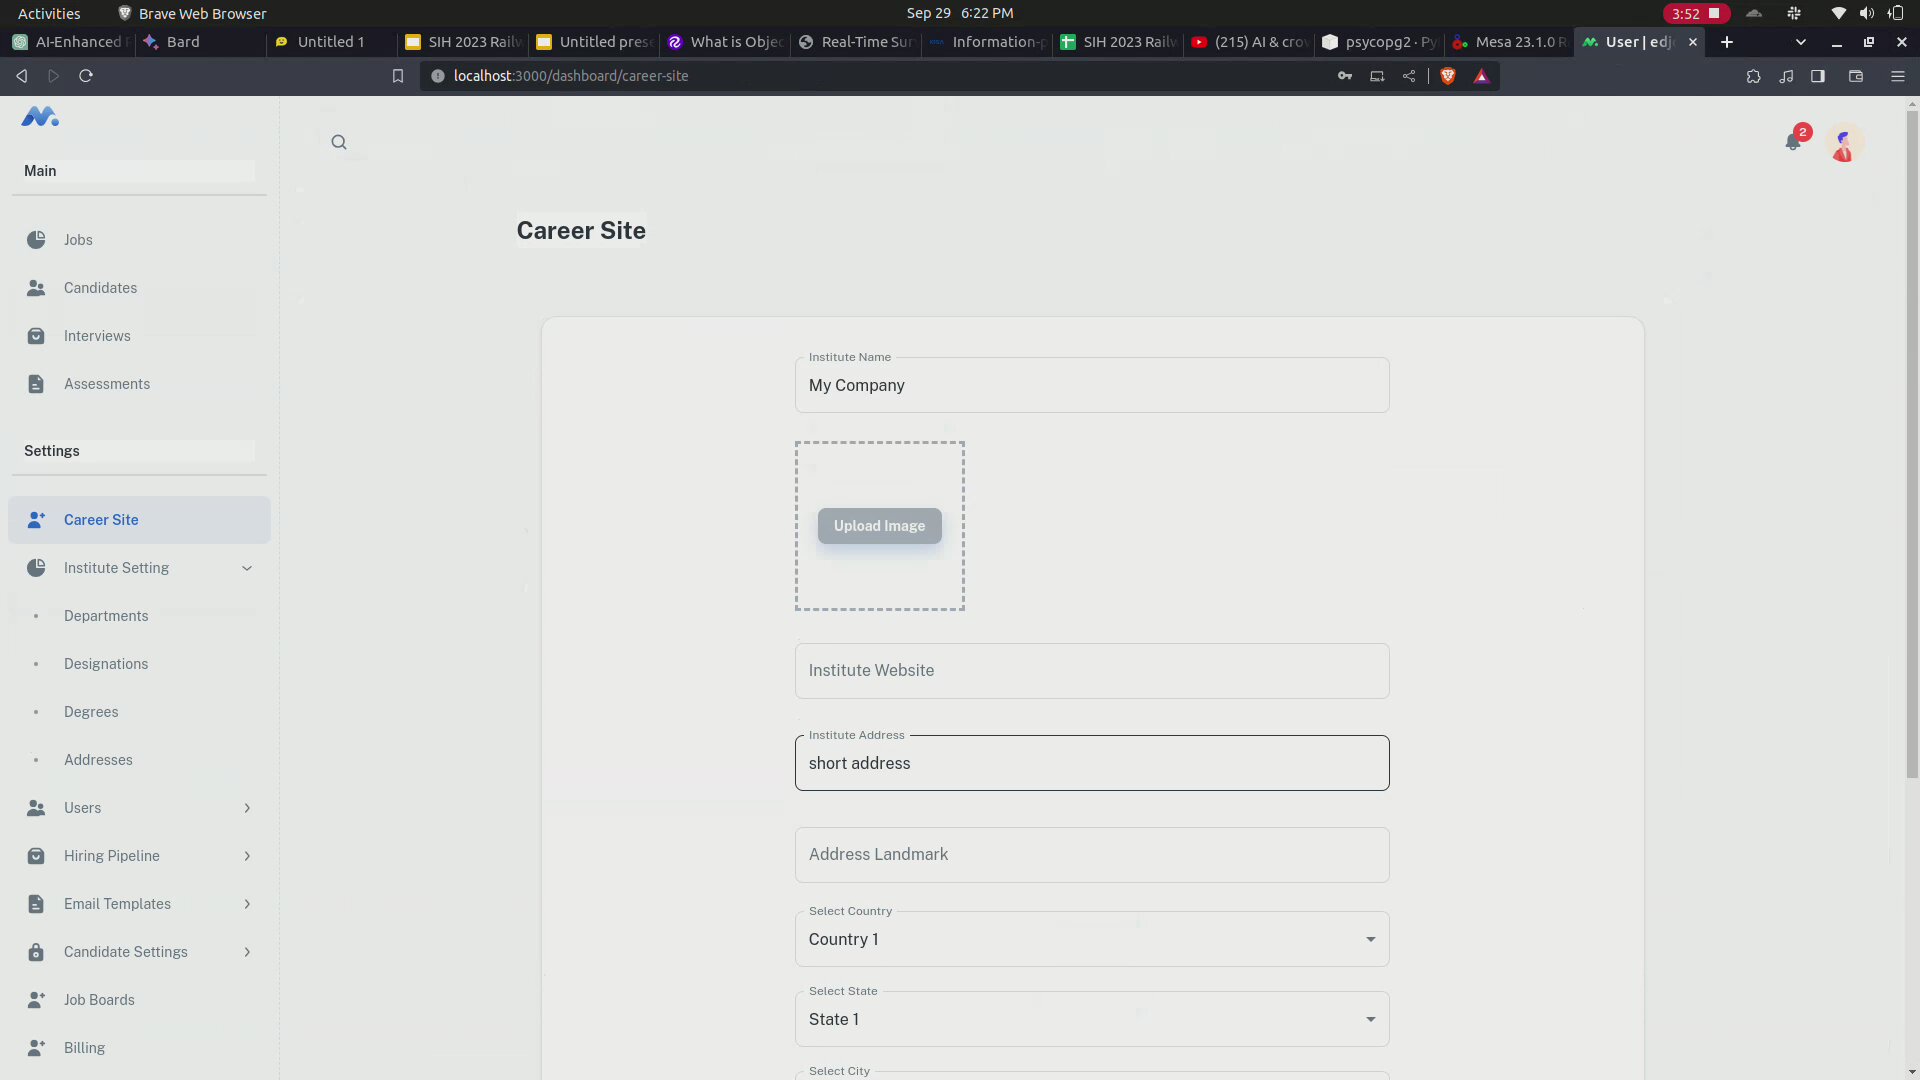 Activities
Brave Web Browser
Sep 29 6:22 PM
3:52
AI-Enhanced
Bard
Untitled 1
SIH 2023 Railw
Untitled prese
What is Objec
Real-Time Sur
Information-p
SIH 2023 Railw
(215) AI & crow
psycopg2 · Py
Mesa 23.1.0 R
User | edj
localhost:3000/dashboard/career-site
2
Main
Jobs
Candidates
Interviews
Assessments
Settings
Career Site
Institute Setting
Departments
Designations
Degrees
Addresses
Users
Hiring Pipeline
Email Templates
Candidate Settings
Job Boards
Billing
Career Site
Institute Name
My Company
Upload Image
Institute Website
Institute Address
short address
Address Landmark
Select Country
Country 1
Select State
State 1
Select City